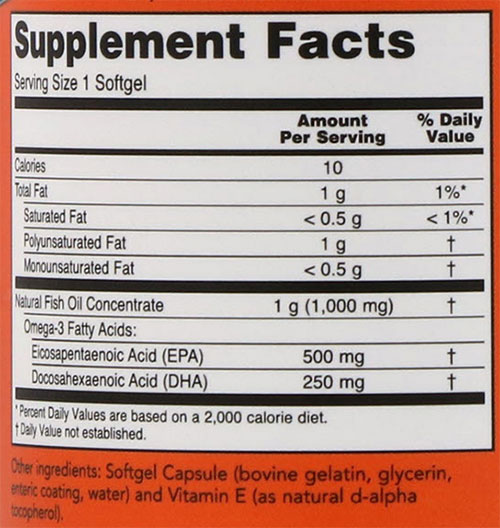 Supplement Facts
Serving Size 1 Softgel
Amount Per Serving % Daily Value
Calories 10
Total Fat 1 g 1%*
Saturated Fat < 0.5 g < 1%*
Polyunsaturated Fat 1 g †
Monounsaturated Fat < 0.5 g †
Natural Fish Oil Concentrate 1 g (1,000 mg) †
Omega-3 Fatty Acids:
Eicosapentaenoic Acid (EPA) 500 mg †
Docosahexaenoic Acid (DHA) 250 mg †
* Percent Daily Values are based on a 2,000 calorie diet.
† Daily Value not established.
Other ingredients: Softgel Capsule (bovine gelatin, glycerin,
enteric coating, water) and Vitamin E (as natural d-alpha
tocopherol).